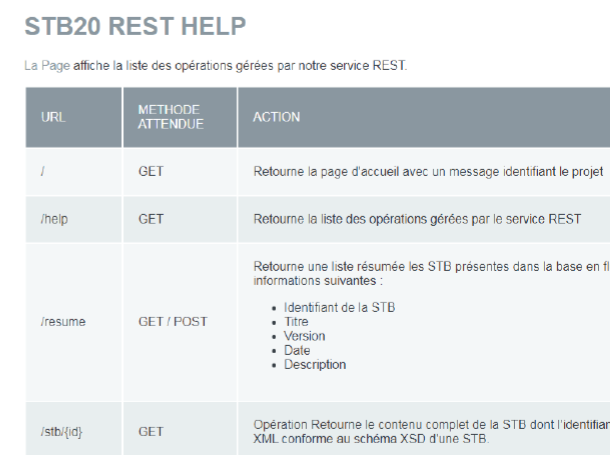 STB20 REST HELP
La Page affiche la liste des opérations gérées par notre service REST.
URL
METHODE
ATTENDUE
ACTION
/
GET
Retourne la page d'accueil avec un message identifiant le projet
/help
GET
Retourne la liste des opérations gérées par le service REST
/resume
GET / POST
Retourne une liste résumée les STB présentes dans la base en fl
informations suivantes :
• Identifiant de la STB
• Titre
• Version
• Date
• Description
/stb/{id}
GET
Opération Retourne le contenu complet de la STB dont l'identifian
XML conforme au schéma XSD d'une STB.